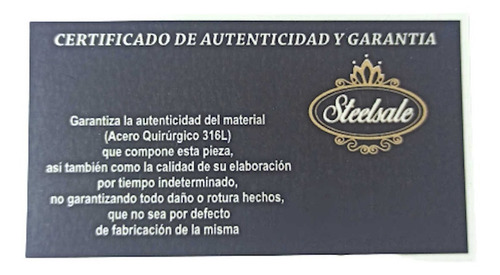 CERTIFICADO DE AUTENTICIDAD Y GARANTIA
Steelsale
Garantiza la autenticidad del material
(Acero Quirúrgico 316L)
que compone esta pieza,
asi también como la calidad de su elaboración
por tiempo indeterminado,
no garantizando todo daño o rotura hechos,
que no sea por defecto
de fabricación de la misma